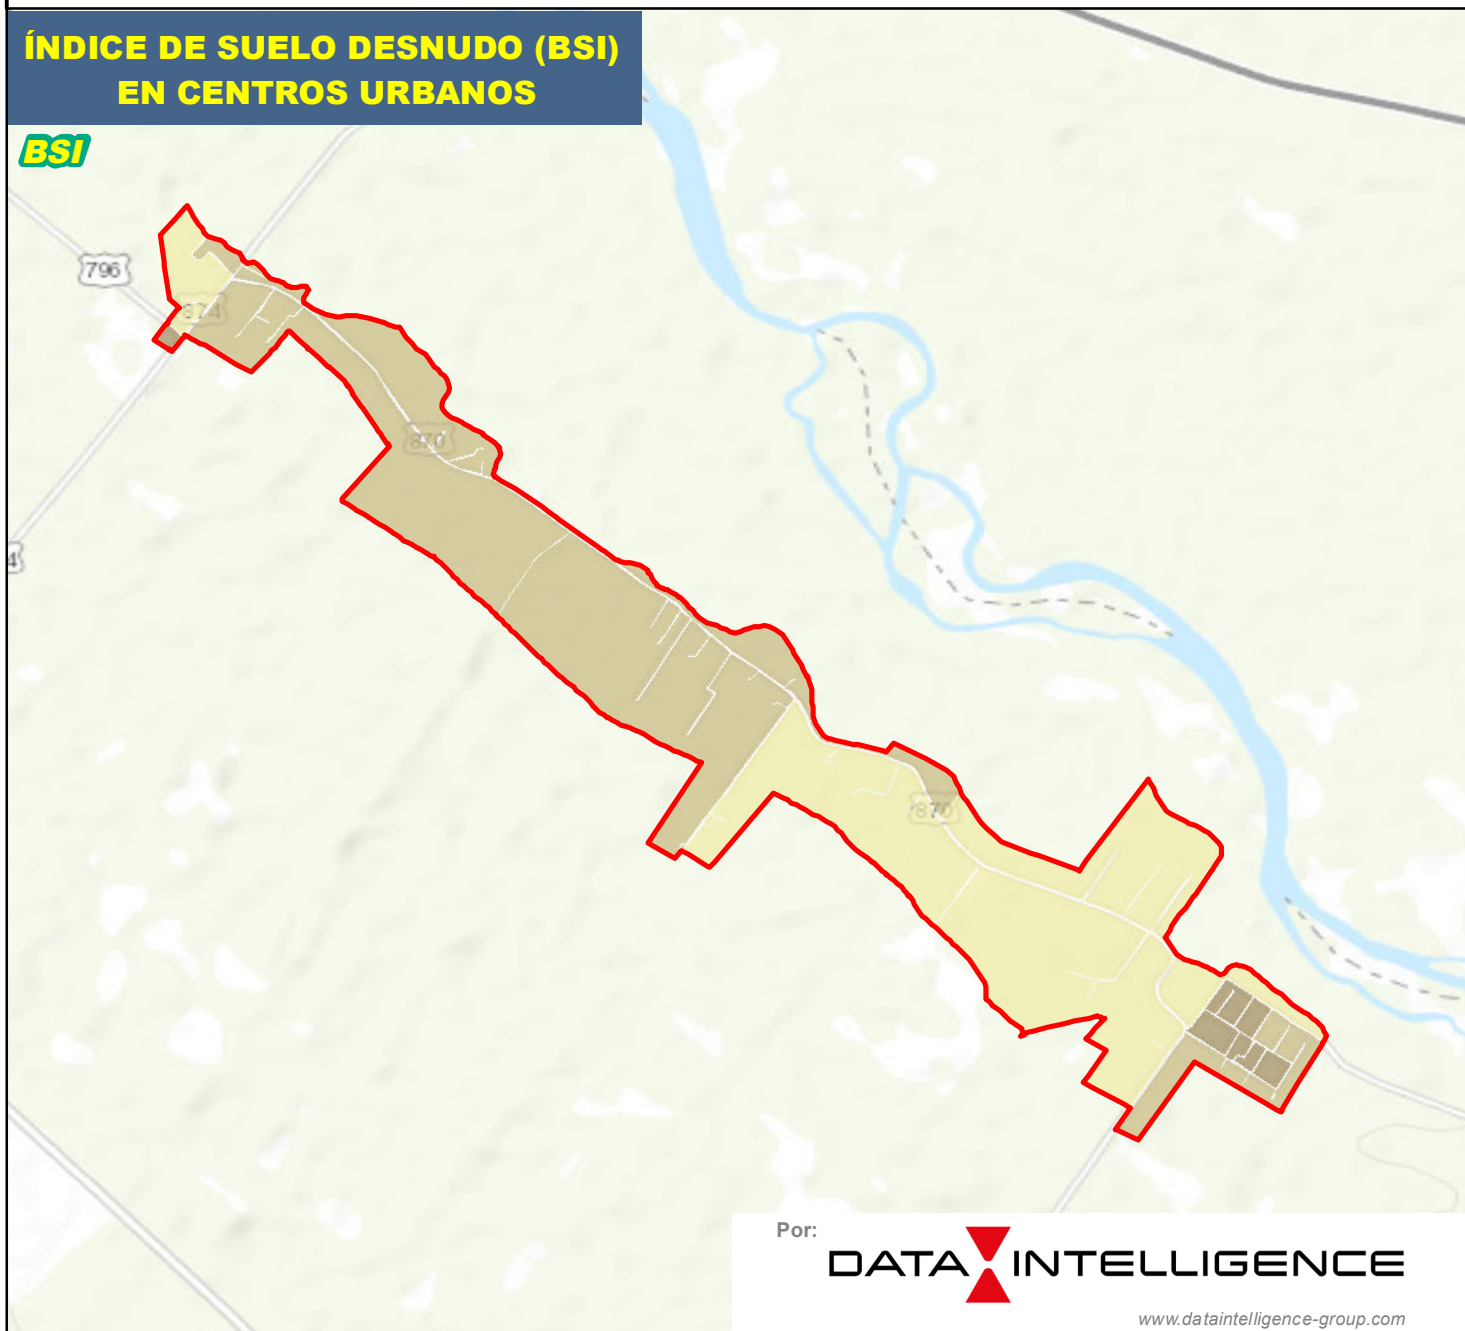 ÍNDICE DE SUELO DESNUDO (BSI)
EN CENTROS URBANOS
BSI
796
874
870
4
870
Por:
DATA INTELLIGENCE
www.dataintelligence-group.com